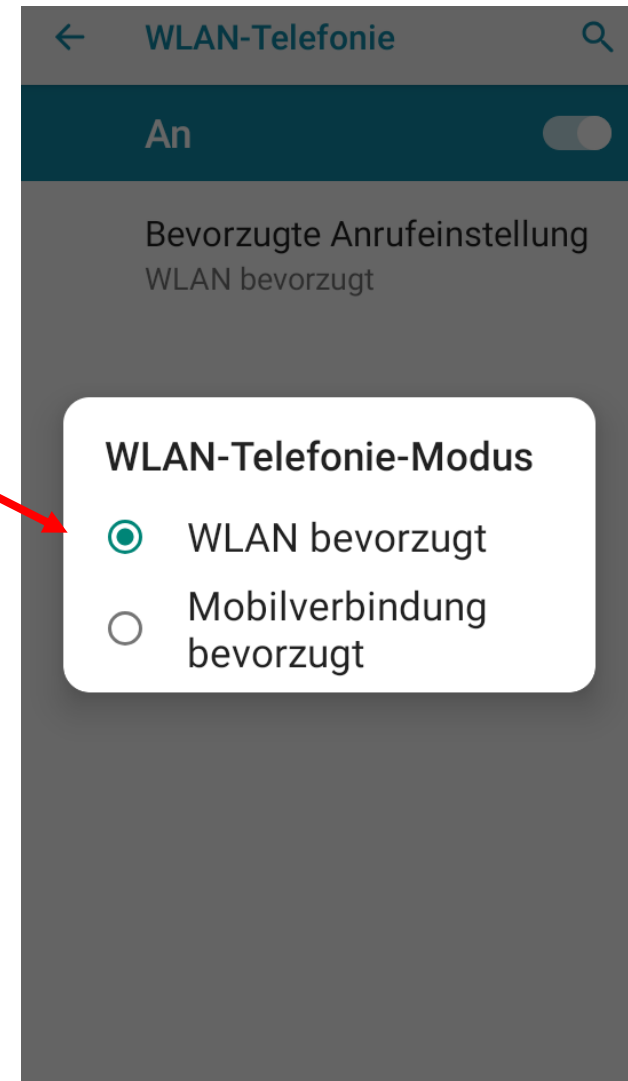 WLAN-Telefonie
An
Bevorzugte Anrufeinstellung
WLAN bevorzugt
WLAN-Telefonie-Modus
WLAN bevorzugt
Mobilverbindung
bevorzugt